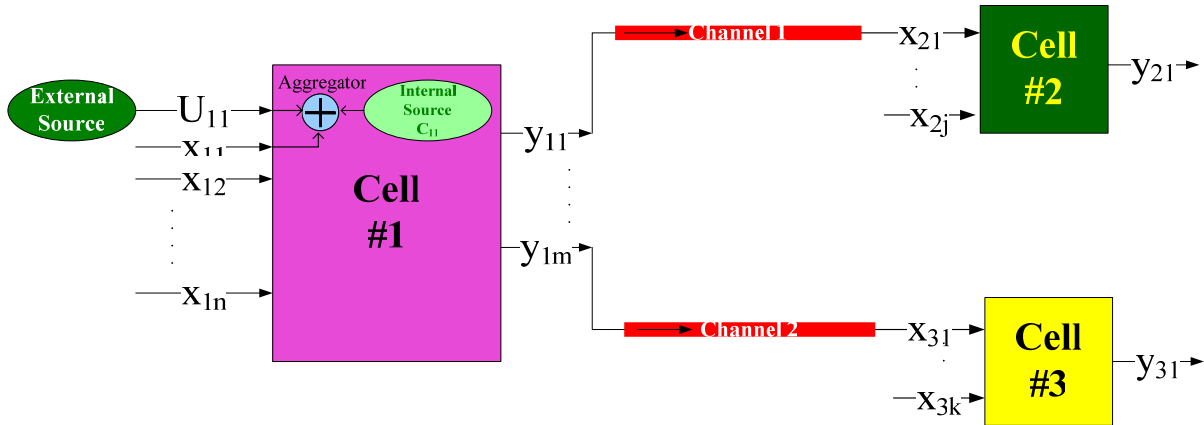 External
Source
U11
x11
x12
x1n
Aggregator
+
Internal
Source
C11
Cell
#1
y11
y1m
Channel 1
Channel 2
x21
x2j
Cell
#2
y21
x31
x3k
Cell
#3
y31